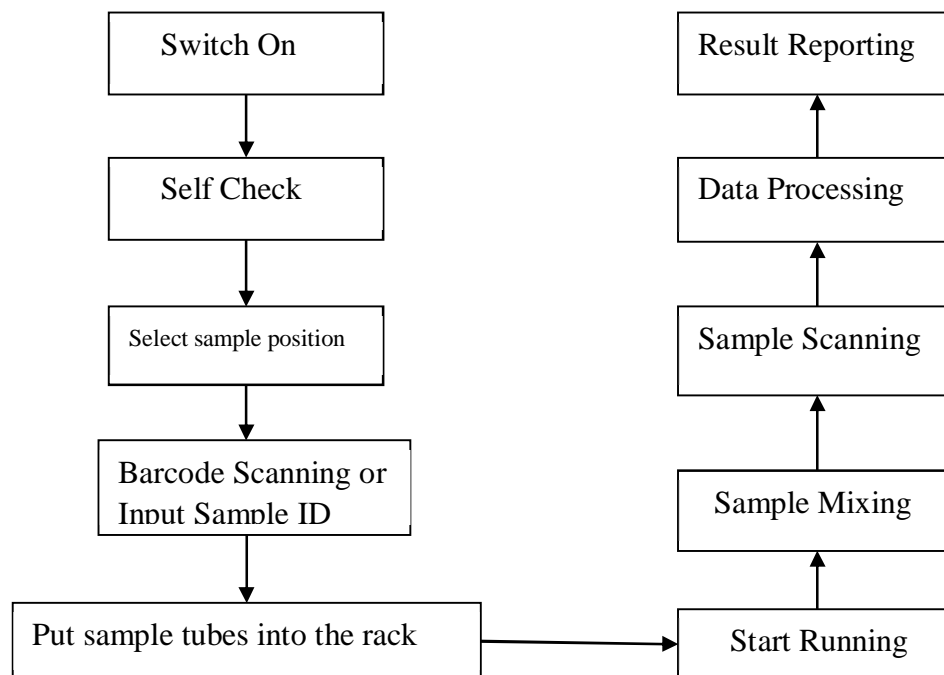 Switch On
Self Check
Select sample position
Barcode Scanning or
Input Sample ID
Put sample tubes into the rack
Start Running
Sample Mixing
Sample Scanning
Data Processing
Result Reporting